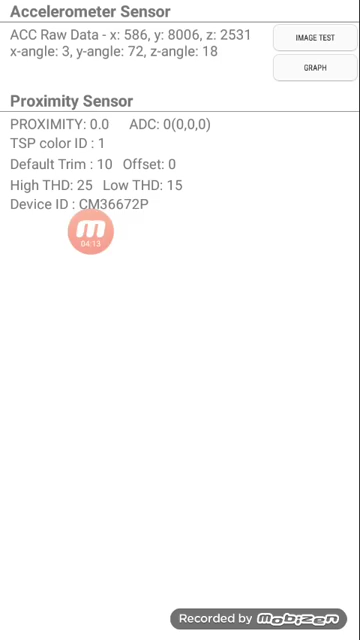 Accelerometer Sensor
ACC Raw Data - x: 586, y: 8006, z: 2531
x-angle: 3, y-angle: 72, z-angle: 18
IMAGE TEST
GRAPH
Proximity Sensor
PROXIMITY: 0.0 ADC: 0(0,0,0)
TSP color ID : 1
Default Trim : 10 Offset: 0
High THD: 25 Low THD: 15
Device ID : CM36672P
04:13
Recorded by mobizen